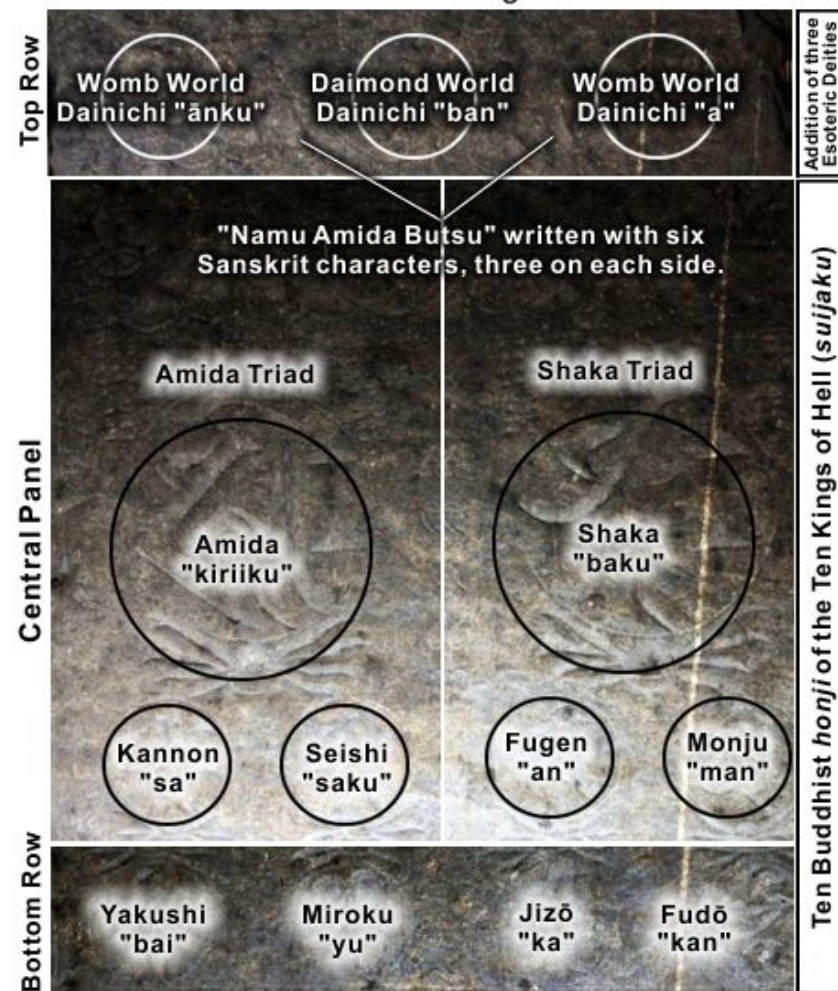 Top Row
Womb World
Dainichi "ānku"
Daimond World
Dainichi "ban"
Womb World
Dainichi "a"
Addition of three
Esoteric Deities
"Namu Amida Butsu" written with six
Sanskrit characters, three on each side.
Central Panel
Amida Triad
Shaka Triad
Amida
"kiriiku"
Shaka
"baku"
Kannon
"sa"
Seishi
"saku"
Fugen
"an"
Monju
"man"
Ten Buddhist honji of the Ten Kings of Hell (suijaku)
Bottom Row
Yakushi
"bai"
Miroku
"yu"
Jizō
"ka"
Fudō
"kan"